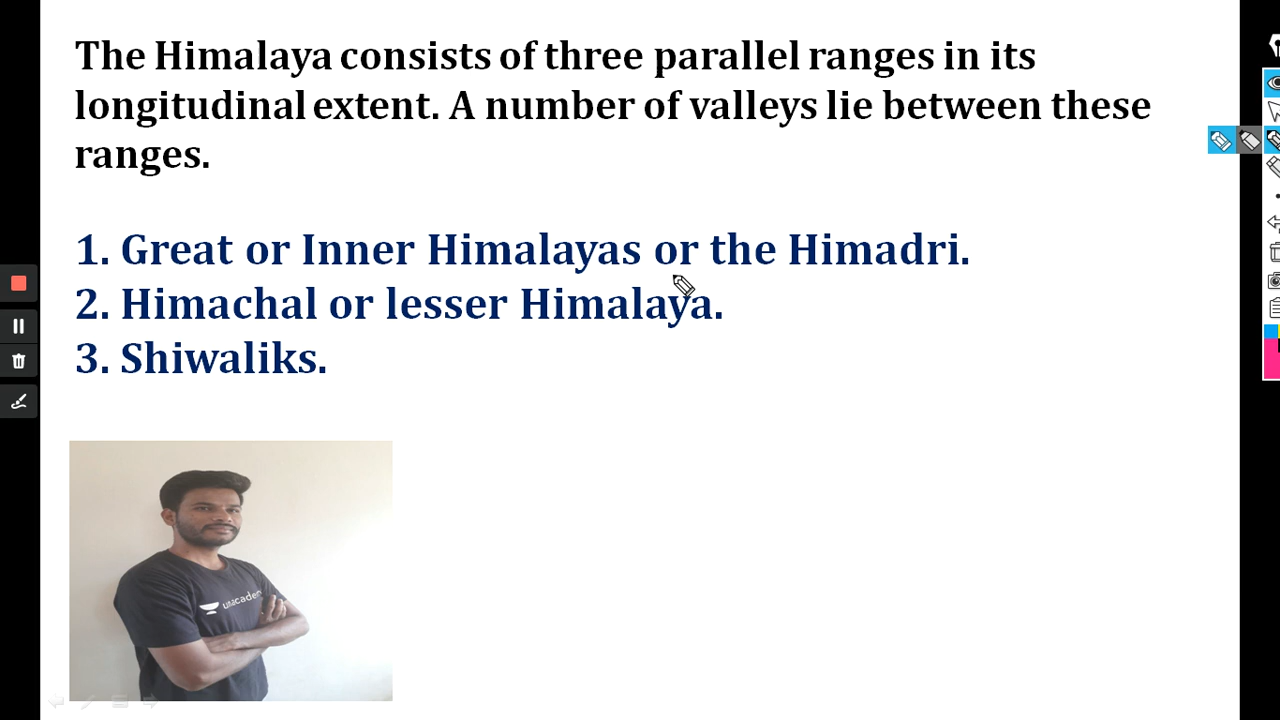 The Himalaya consists of three parallel ranges in its
longitudinal extent. A number of valleys lie between these
ranges.
1. Great or Inner Himalayas or the Himadri.
2. Himachal or lesser Himalaya.
3. Shiwaliks.
unacademy